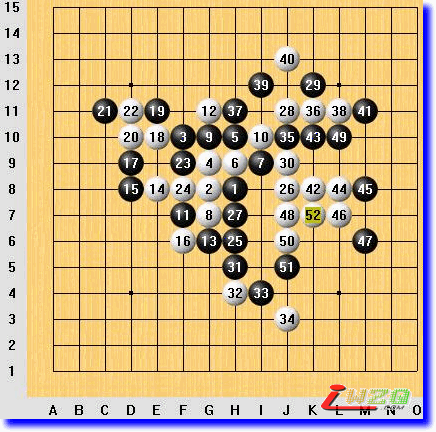 15
14
13 40
12 39 29
11 21 22 19 12 37 28 36 38 41
10 20 18 3 9 5 10 35 43 49
9 17 23 4 6 7 30
8 15 14 24 2 1 26 42 44 45
7 11 8 27 48 52 46
6 16 13 25 50 47
5 31 51
4 32 33
3 34
2
1
iWZQ
.COM
A B C D E F G H I J K L M N O